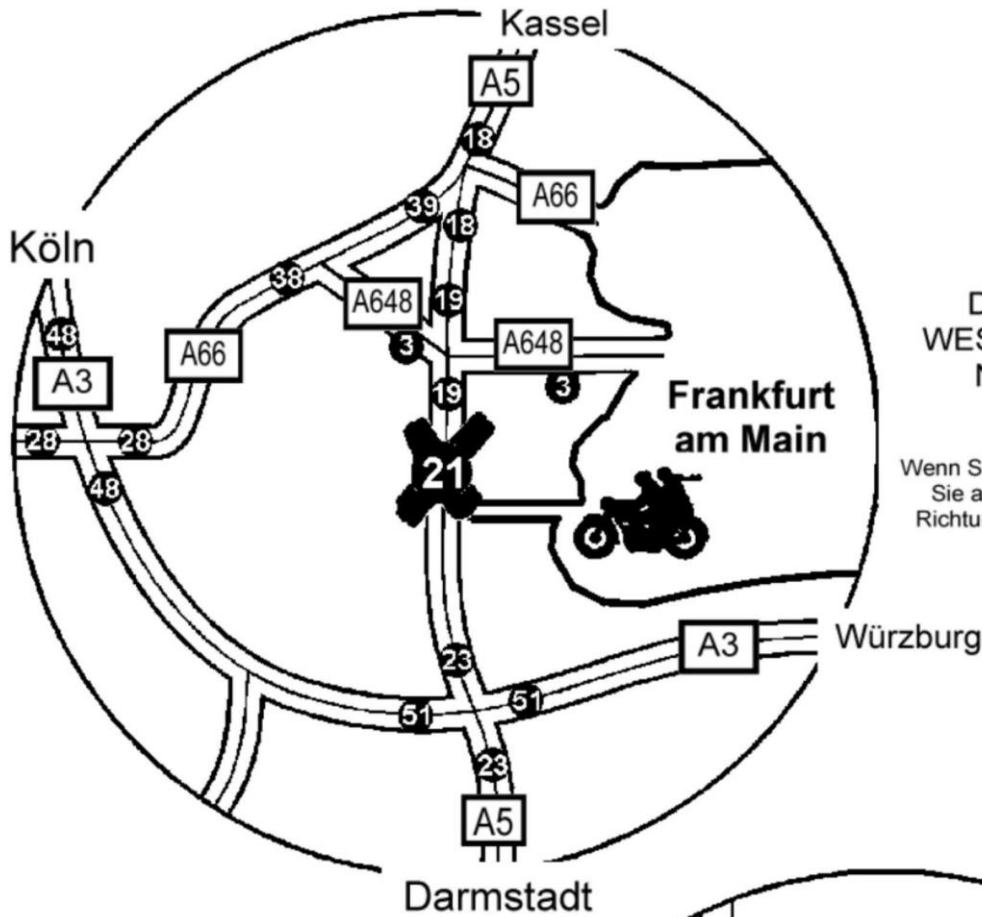 Kassel
A5
18
A66
39
18
Köln
38
A648
19
48
A66
3
A648
A3
19
3
Frankfurt
am Main
28
28
21
48
23
A3
Würzburg
51
51
23
A5
Darmstadt
D
WES
N
Wenn S
Sie a
Richtu